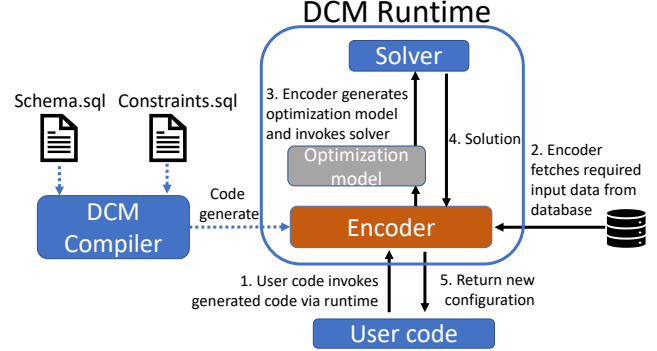 DCM Runtime
Solver
Schema.sql
Constraints.sql
3. Encoder generates
optimization model
and invokes solver
4. Solution
2. Encoder
fetches required
input data from
database
Optimization
model
Code
generate
DCM
Compiler
Encoder
1. User code invokes
generated code via runtime
5. Return new
configuration
User code